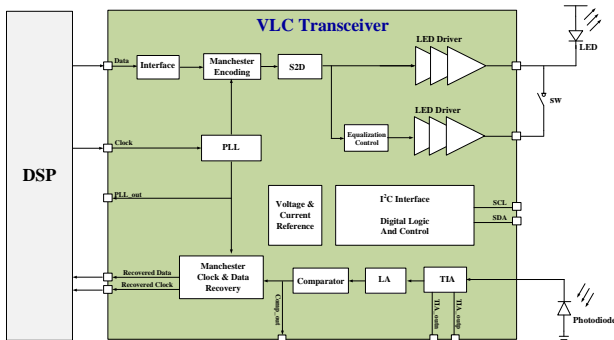 VLC Transceiver
DSP
Data
Interface
Manchester
Encoding
S2D
LED Driver
LED
SW
LED Driver
Equalization
Control
Clock
PLL
PLL_out
Voltage &
Current
Reference
I²C Interface
Digital Logic
And Control
SCL
SDA
Recovered Data
Recovered Clock
Manchester
Clock & Data
Recovery
Comparator
LA
TIA
Comp_out
TIA_outn
TIA_outp
Photodiode